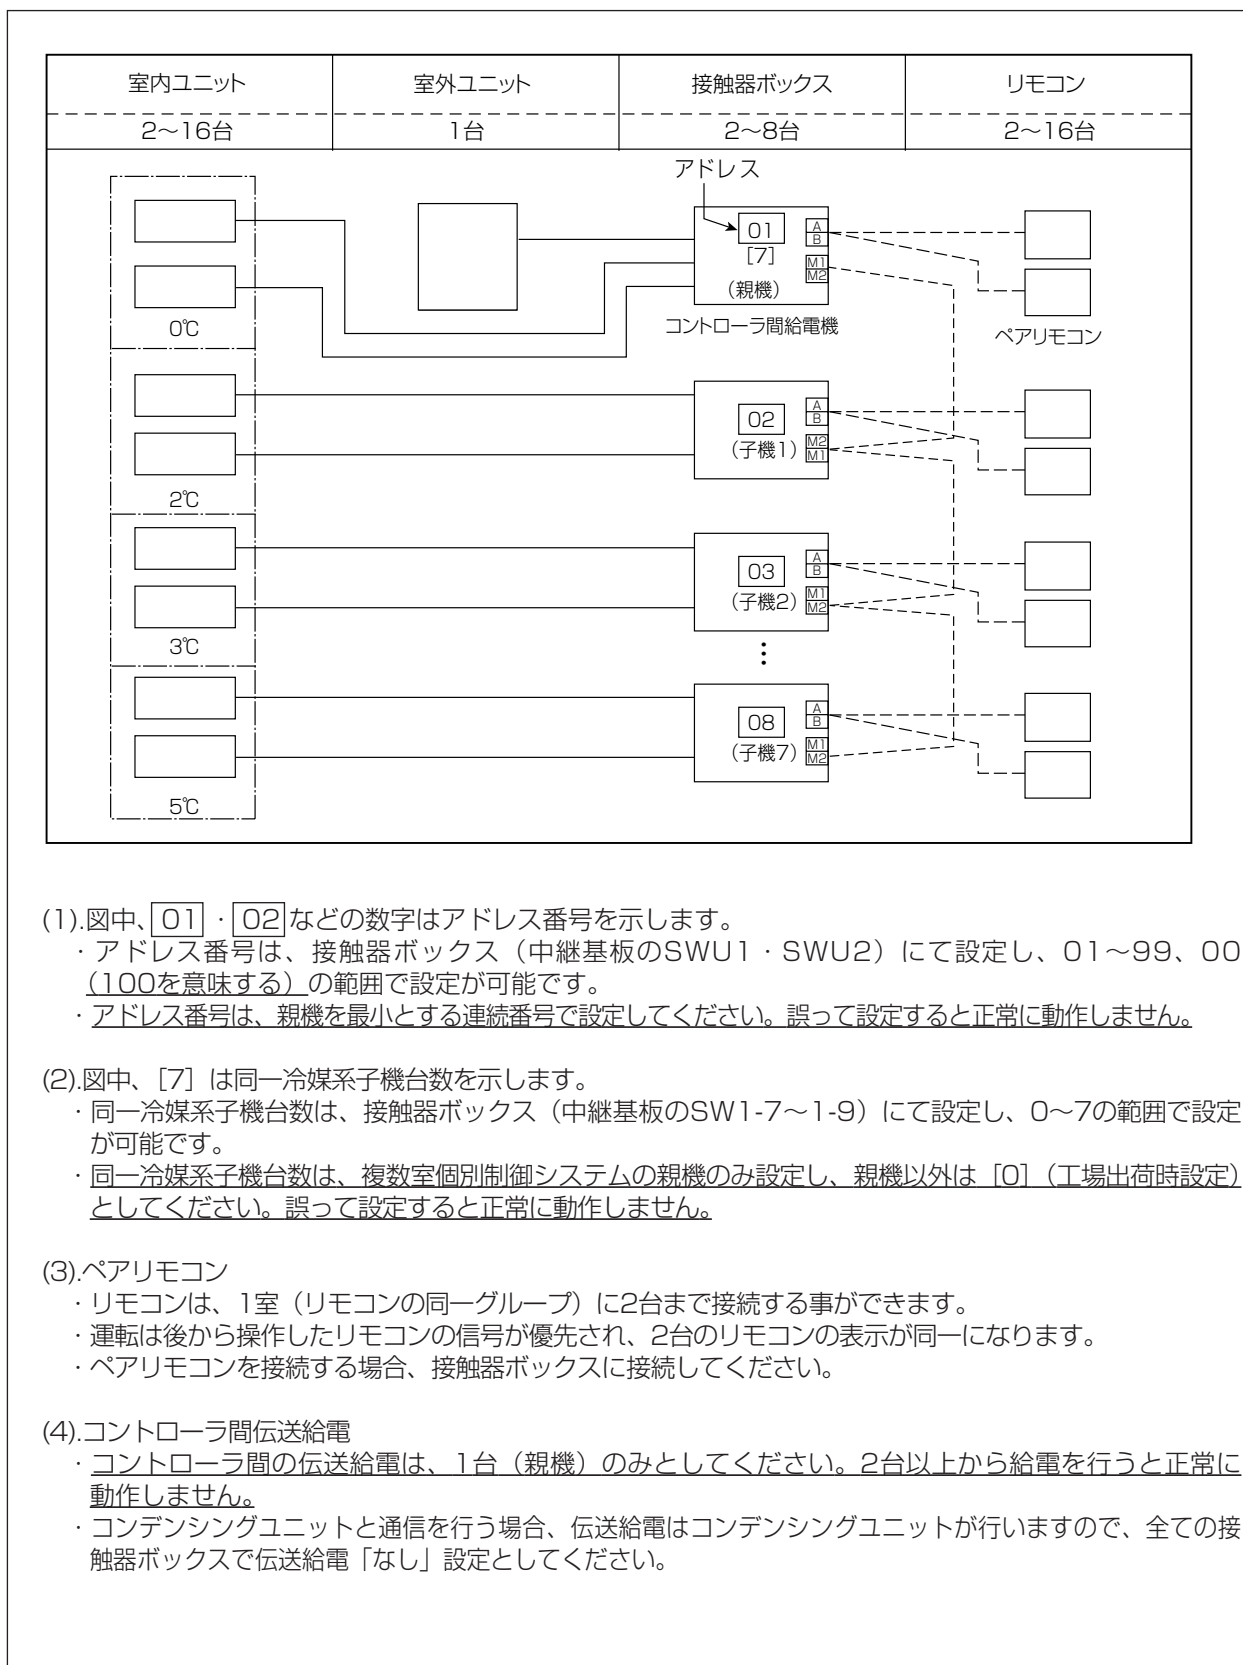 室内ユニット 室外ユニット 接触器ボックス リモコン
2〜16台 1台 2〜8台 2〜16台
アドレス
01
[7]
(親機)
A
B
M1
M2
コントローラ間給電機
ペアリモコン
0℃
02
(子機1)
A
B
M2
M1
2℃
03
(子機2)
A
B
M1
M2
3℃
⋮
08
(子機7)
A
B
M1
M2
5℃
(1).図中、01・02などの数字はアドレス番号を示します。
・アドレス番号は、接触器ボックス（中継基板のSWU1・SWU2）にて設定し、01〜99、00
（100を意味する）の範囲で設定が可能です。
・アドレス番号は、親機を最小とする連続番号で設定してください。誤って設定すると正常に動作しません。
(2).図中、［7］は同一冷媒系子機台数を示します。
・同一冷媒系子機台数は、接触器ボックス（中継基板のSW1-7〜1-9）にて設定し、0〜7の範囲で設定
が可能です。
・同一冷媒系子機台数は、複数室個別制御システムの親機のみ設定し、親機以外は［0］（工場出荷時設定）
としてください。誤って設定すると正常に動作しません。
(3).ペアリモコン
・リモコンは、1室（リモコンの同一グループ）に2台まで接続する事ができます。
・運転は後から操作したリモコンの信号が優先され、2台のリモコンの表示が同一になります。
・ペアリモコンを接続する場合、接触器ボックスに接続してください。
(4).コントローラ間伝送給電
・コントローラ間の伝送給電は、1台（親機）のみとしてください。2台以上から給電を行うと正常に
動作しません。
・コンデンシングユニットと通信を行う場合、伝送給電はコンデンシングユニットが行いますので、全ての接
触器ボックスで伝送給電「なし」設定としてください。